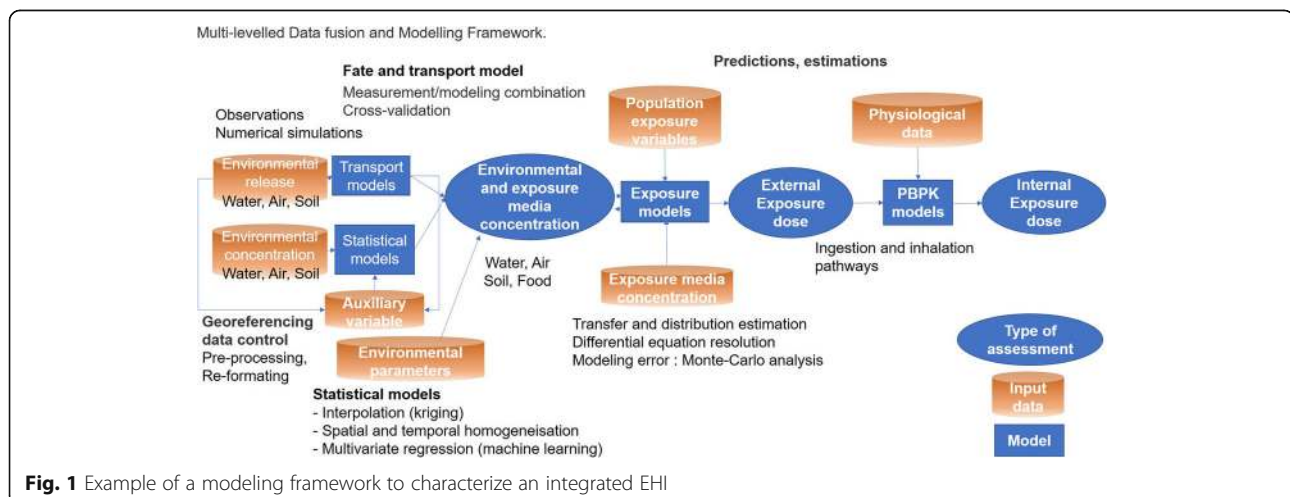 Multi-levelled Data fusion and Modelling Framework.
Fate and transport model
Measurement/modeling combination
Cross-validation
Predictions, estimations
Observations
Numerical simulations
Population
exposure
variables
Physiological
data
Environmental
release
Water, Air, Soil
Transport
models
Environmental
and exposure
media
concentration
Exposure
models
External
Exposure
dose
PBPK
models
Internal
Exposure
dose
Environmental
concentration
Water, Air, Soil
Statistical
models
Water, Air
Soil, Food
Ingestion and inhalation
pathways
Exposure media
concentration
Auxiliary
variable
Georeferencing
data control
Pre-processing,
Re-formating
Environmental
parameters
Transfer and distribution estimation
Differential equation resolution
Modeling error : Monte-Carlo analysis
Type of
assessment
Input
data
Model
Statistical models
- Interpolation (kriging)
- Spatial and temporal homogeneisation
- Multivariate regression (machine learning)
Fig. 1 Example of a modeling framework to characterize an integrated EHI